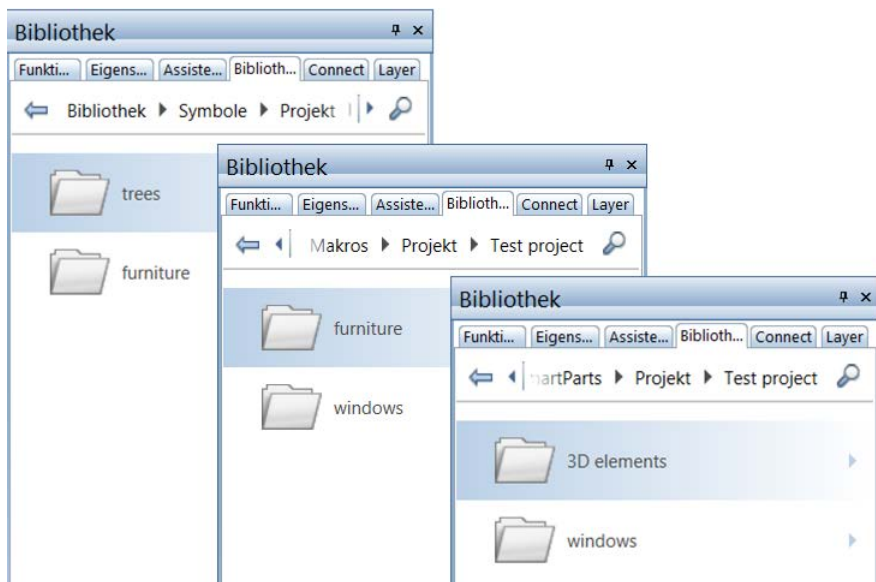 Bibliothek
Funkti... Eigens... Assiste... Biblioth... Connect Layer
Bibliothek Symbole Projekt
trees
furniture
Bibliothek
Funkti... Eigens... Assiste... Biblioth... Connect Layer
Makros Projekt Test project
furniture
windows
Bibliothek
Funkti... Eigens... Assiste... Biblioth... Connect Layer
martParts Projekt Test project
3D elements
windows